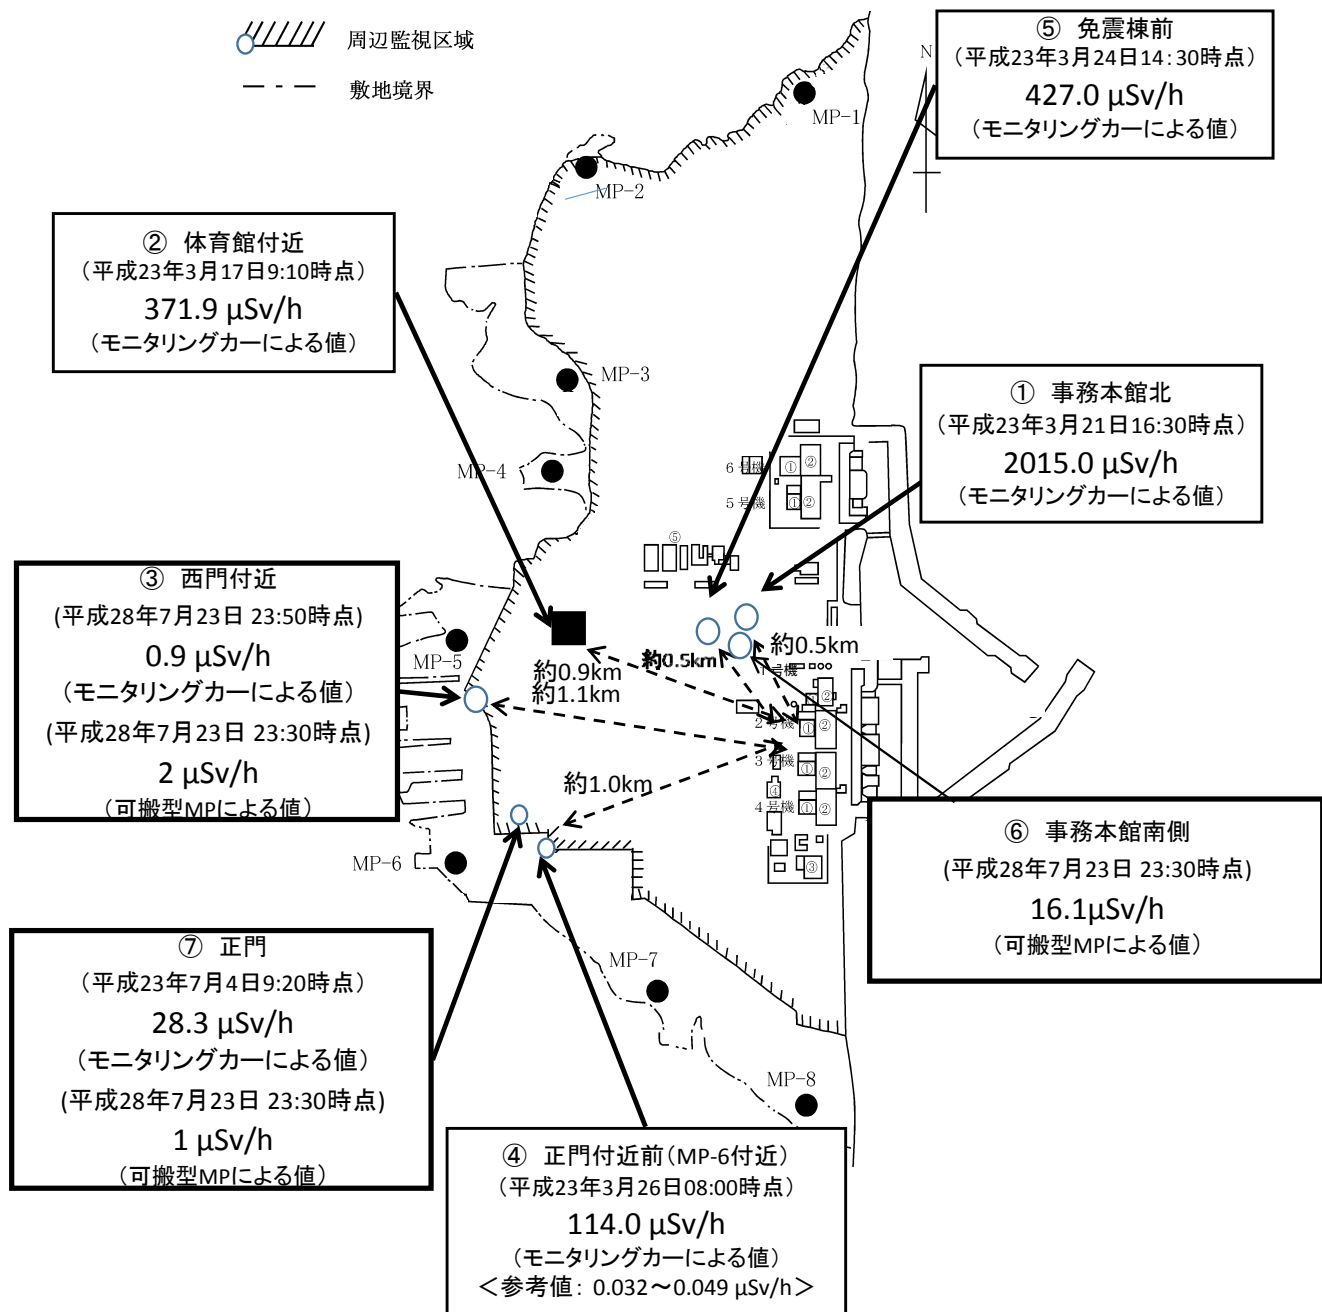 周辺監視区域
敷地境界
⑤ 免震棟前
（平成23年3月24日14：30時点）
427.0 μSv/h
（モニタリングカーによる値）
N
MP-1
MP-2
② 体育館付近
（平成23年3月17日9:10時点）
371.9 μSv/h
（モニタリングカーによる値）
MP-3
① 事務本館北
（平成23年3月21日16:30時点）
2015.0 μSv/h
（モニタリングカーによる値）
MP-4
6号機
①
②
5号機
①
②
⑤
③ 西門付近
(平成28年7月23日 23:50時点)
0.9 μSv/h
（モニタリングカーによる値）
(平成28年7月23日 23:30時点)
2 μSv/h
（可搬型MPによる値）
MP-5
約0.9km
約1.1km
約0.5km
約0.5km
1号機
②
2号機
①
②
3号機
①
②
④
4号機
①
②
③
約1.0km
MP-6
⑥ 事務本館南側
(平成28年7月23日 23:30時点)
16.1μSv/h
（可搬型MPによる値）
⑦ 正門
（平成23年7月4日9:20時点）
28.3 μSv/h
（モニタリングカーによる値）
(平成28年7月23日 23:30時点)
1 μSv/h
（可搬型MPによる値）
MP-7
MP-8
④ 正門付近前（MP-6付近）
（平成23年3月26日08:00時点）
114.0 μSv/h
（モニタリングカーによる値）
＜参考値： 0.032～0.049 μSv/h＞